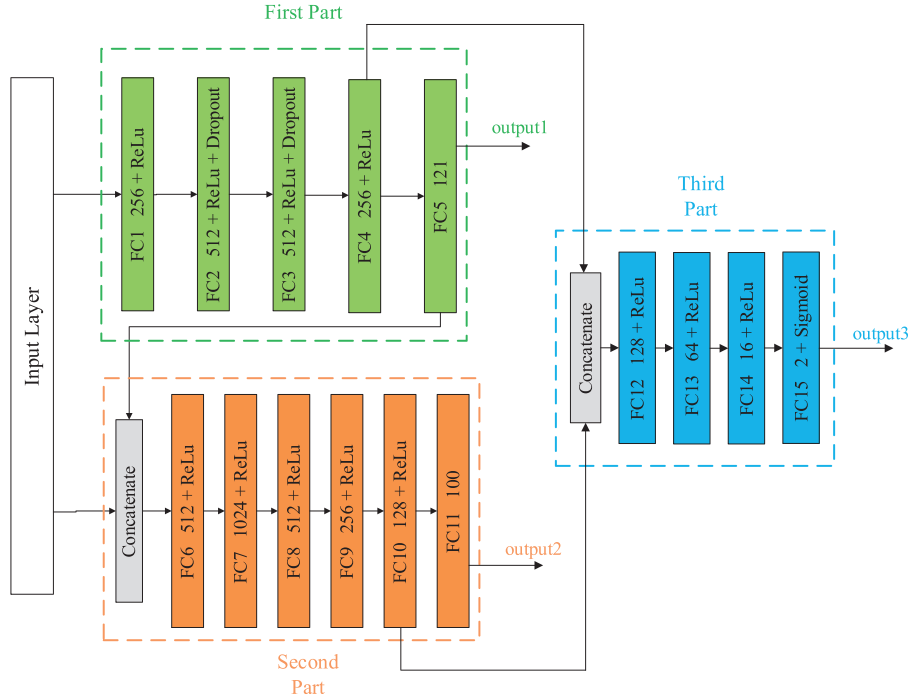 First Part
Input Layer
FC1 256 + ReLu
FC2 512 + ReLu + Dropout
FC3 512 + ReLu + Dropout
FC4 256 + ReLu
FC5 121
output1
Concatenate
FC6 512 + ReLu
FC7 1024 + ReLu
FC8 512 + ReLu
FC9 256 + ReLu
FC10 128 + ReLu
FC11 100
output2
Second
Part
Third
Part
Concatenate
FC12 128 + ReLu
FC13 64 + ReLu
FC14 16 + ReLu
FC15 2 + Sigmoid
output3